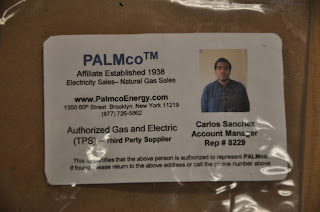 PALMco™
Affiliate Established 1938
Electricity Sales– Natural Gas Sales
www.PalmcoEnergy.com
1350 60th Street Brooklyn, New York 11219
(877) 726-5862
Authorized Gas and Electric
(TPS) – Third Party Supplier
Carlos Sanchez
Account Manager
Rep # 8229
This certifies that the above person is authorized to represent PALMco.
If found, please return to the above address or call the phone number above.